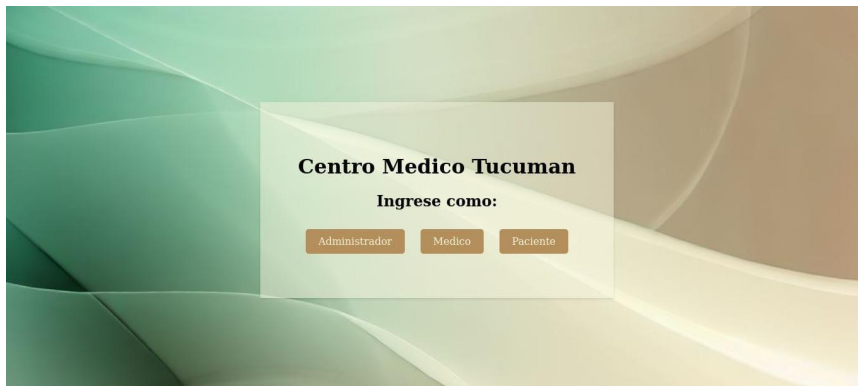 Centro Medico Tucuman
Ingrese como:
Administrador Medico Paciente